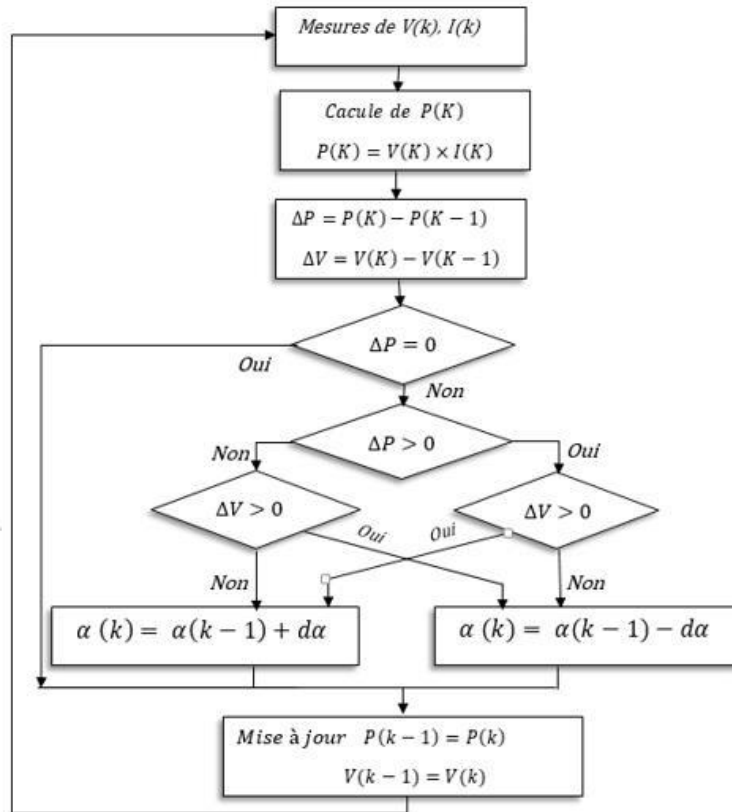 Mesures de V(k). I(k)
Cacule de P(K)
P(K) = V(K) × I(K)
ΔP = P(K) − P(K − 1)
ΔV = V(K) − V(K − 1)
ΔP = 0
Oui
Non
ΔP > 0
Non
Oui
ΔV > 0
ΔV > 0
Oui
Oui
Non
Non
α (k) = α(k − 1) + dα
α (k) = α(k − 1) − dα
Mise à jour P(k − 1) = P(k)
V(k − 1) = V(k)